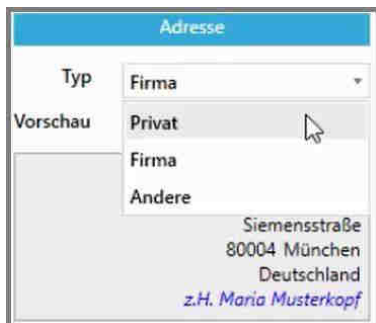 Adresse
Typ Firma
Vorschau Privat
Firma
Andere
Siemensstraße
80004 München
Deutschland
z.H. Maria Musterkopf